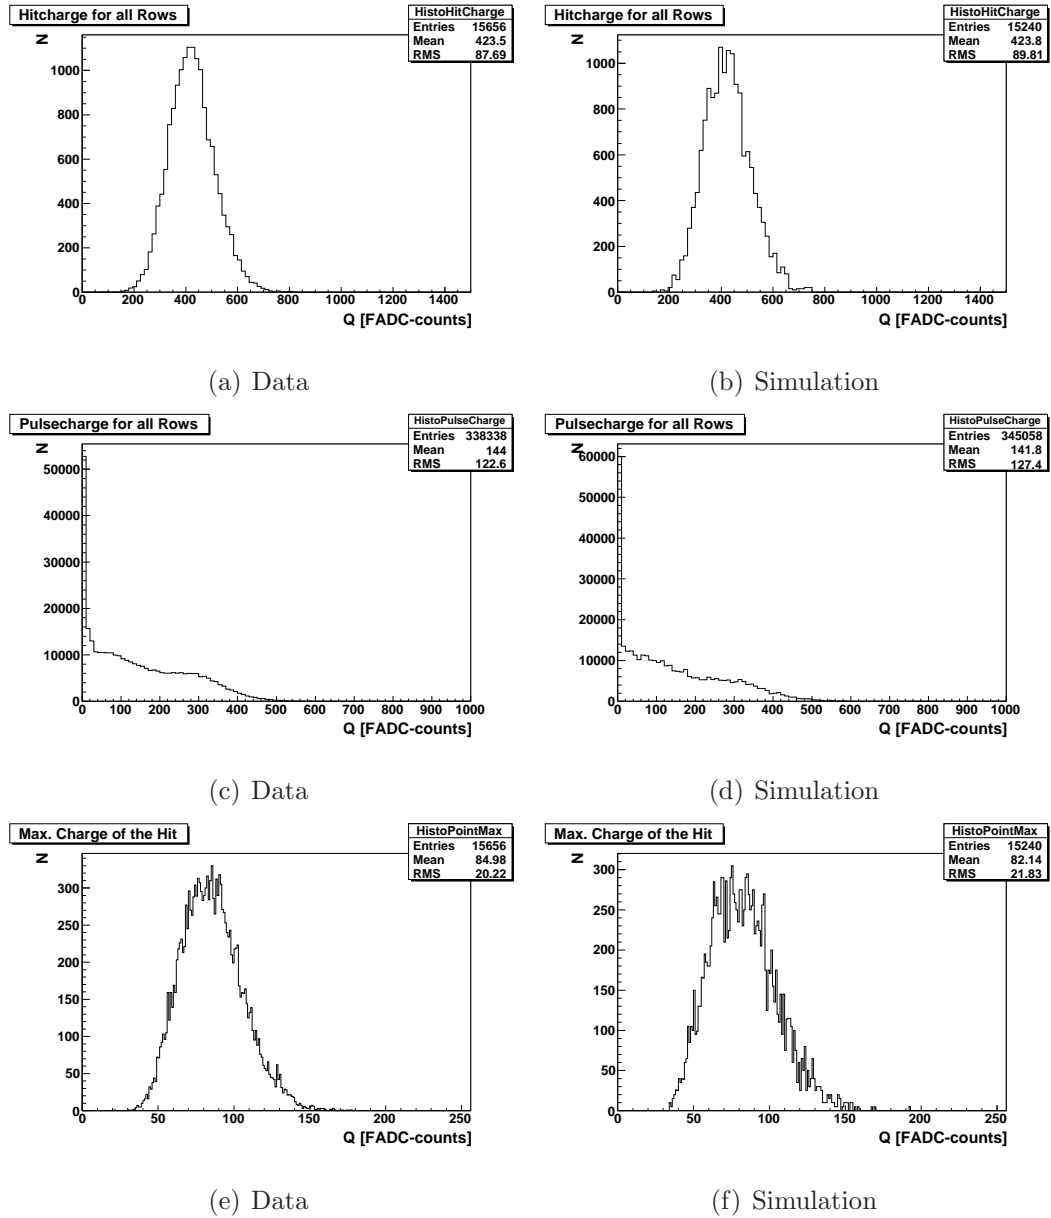 Hitcharge for all Rows
HistoHitCharge
Entries 15656
Mean 423.5
RMS 87.69
N
1000
800
600
400
200
0
0 200 400 600 800 1000 1200 1400
Q [FADC-counts]
(a) Data
Hitcharge for all Rows
HistoHitCharge
Entries 15240
Mean 423.8
RMS 89.81
N
1000
800
600
400
200
0
0 200 400 600 800 1000 1200 1400
Q [FADC-counts]
(b) Simulation
Pulsecharge for all Rows
HistoPulseCharge
Entries 338338
Mean 144
RMS 122.6
N
50000
40000
30000
20000
10000
0
0 100 200 300 400 500 600 700 800 900 1000
Q [FADC-counts]
(c) Data
Pulsecharge for all Rows
HistoPulseCharge
Entries 345058
Mean 141.8
RMS 127.4
N
60000
50000
40000
30000
20000
10000
0
0 100 200 300 400 500 600 700 800 900 1000
Q [FADC-counts]
(d) Simulation
Max. Charge of the Hit
HistoPointMax
Entries 15656
Mean 84.98
RMS 20.22
N
300
250
200
150
100
50
0
0 50 100 150 200 250
Q [FADC-counts]
(e) Data
Max. Charge of the Hit
HistoPointMax
Entries 15240
Mean 82.14
RMS 21.83
N
300
250
200
150
100
50
0
0 50 100 150 200 250
Q [FADC-counts]
(f) Simulation